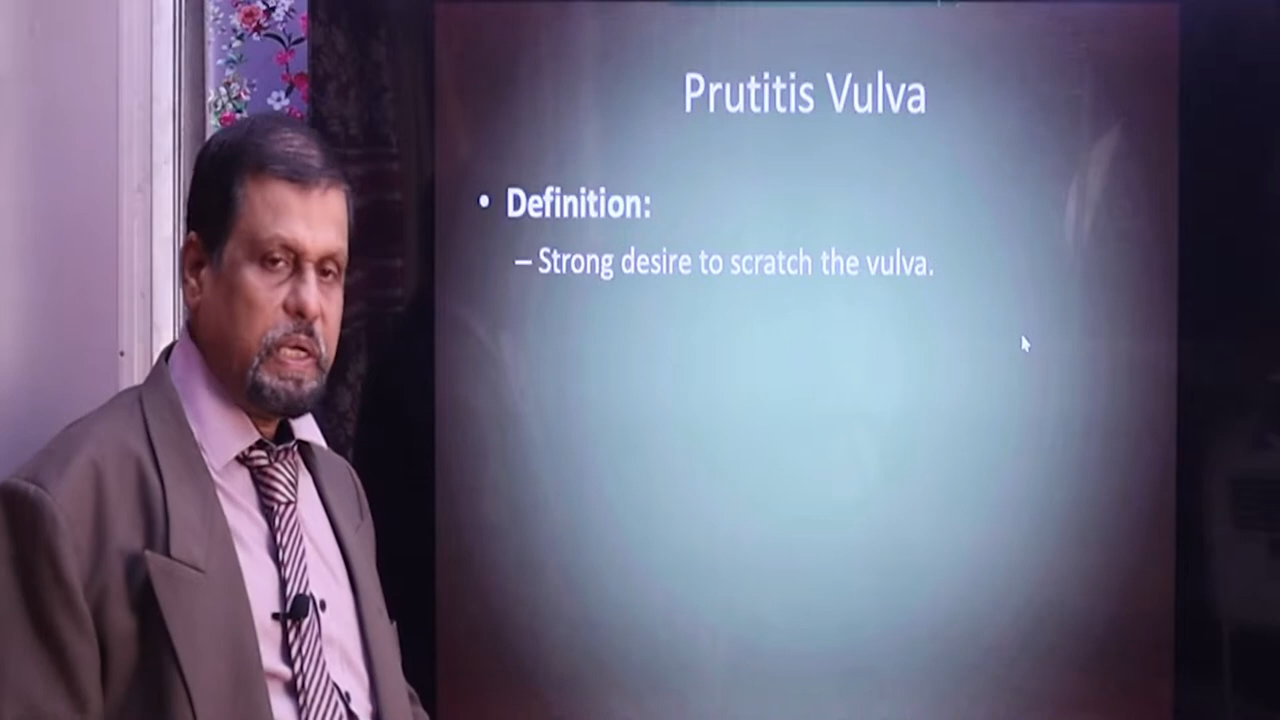 Prutitis Vulva
• Definition:
– Strong desire to scratch the vulva.